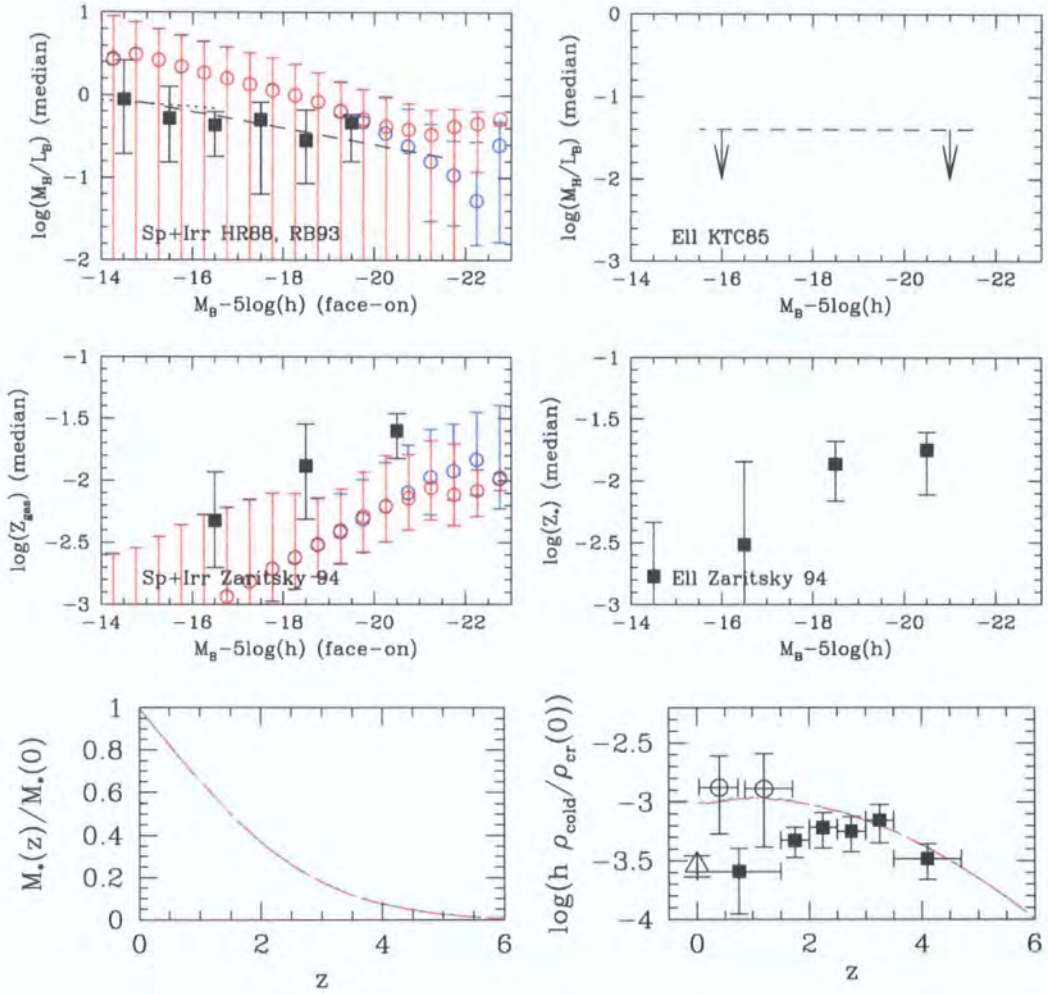 log(M_H/L_B) (median)
1
0
-1
-2
Sp+Irr HR88, RB93
-14 -16 -18 -20 -22
M_B-5log(h) (face-on)
log(M_H/L_B) (median)
0
-1
-2
-3
Ell KTC85
-14 -16 -18 -20 -22
M_B-5log(h)
log(Z_gas) (median)
-1
-1.5
-2
-2.5
-3
Sp+Irr Zaritsky 94
-14 -16 -18 -20 -22
M_B-5log(h) (face-on)
log(Z_*) (median)
-1
-1.5
-2
-2.5
-3
Ell Zaritsky 94
-14 -16 -18 -20 -22
M_B-5log(h)
M_*(z)/M_*(0)
1
0.8
0.6
0.4
0.2
0
0 2 4 6
z
log(h ρ_cold/ρ_cr(0))
-2.5
-3
-3.5
-4
0 2 4 6
z